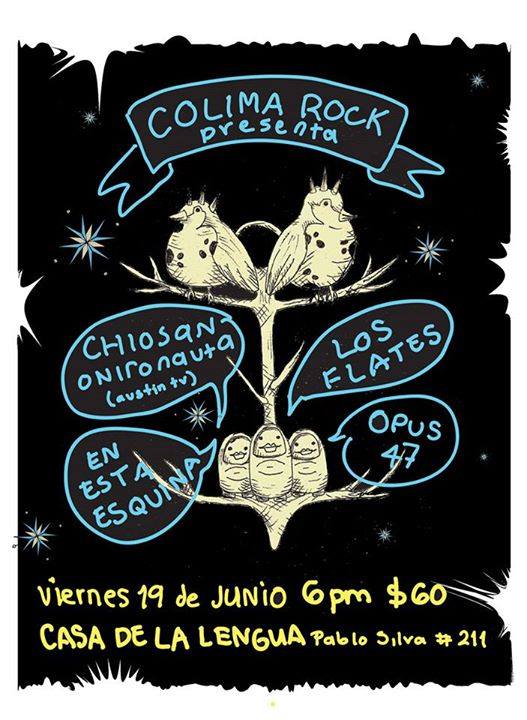 COLIMA ROCK
presenta
CHIOSAN-
ONIRONAUTA
(austin tv)
LOS
FLATES
EN
ESTA
ESQUINA
OPUS
47
Viernes 19 de JUNIO 6pm $60
CASA DE LA LENGUA Pablo Silva # 211